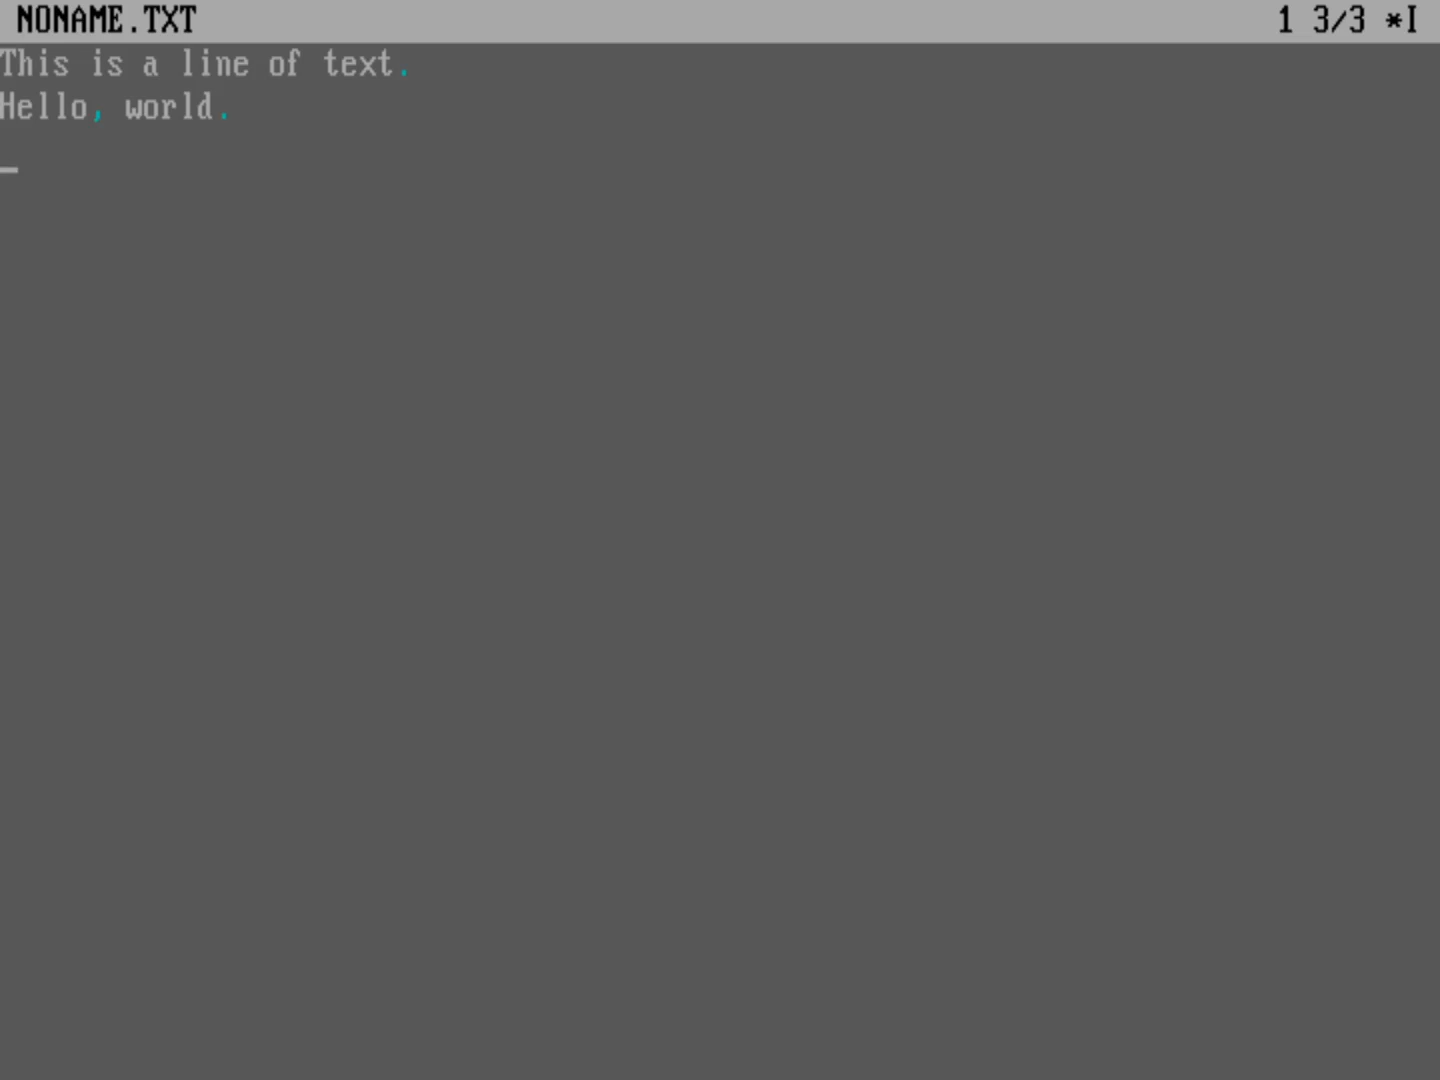 NONAME.TXT 1 3/3 *I
This is a line of text.
Hello, world.